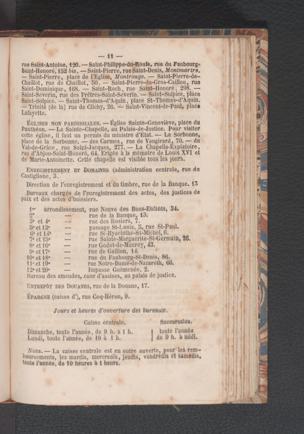 — 11 —
rue Saint-Antoine, 120. — Saint-Philippe-du-Roule, rue du Faubourg-
Saint-Honoré, 152 bis. — Saint-Pierre, rue Saint-Denis, Montmartre.
— Saint-Pierre, place de l'Église, Montrouge. — Saint-Pierre-de-
Chaillot, rue de Chaillot, 50. — Saint-Pierre-du-Gros-Caillou, rue
Saint-Dominique, 168. — Saint-Roch, rue Saint-Honoré, 298. —
Saint-Severin, rue des Prêtres-Saint-Severin. — Saint-Sulpice, place
Saint-Sulpice. — Saint-Thomas-d'Aquin, place St-Thomas-d'Aquin.
— Trinité (de la) rue de Clichy, 26. — Saint-Vincent-de-Paul, place
Lafayette.
ÉGLISES NON PAROISSIALES. — Église Sainte-Geneviève, place du
Panthéon. — La Sainte-Chapelle, au Palais-de-Justice. Pour visiter
cette église, il faut un permis du ministre d'État. — La Sorbonne,
place de la Sorbonne. — des Carmes, rue de Vaugirard, 70. — du
Val-de-Grâce, rue Saint-Jacques, 277. — La Chapelle-Expiatoire,
rue d'Anjou-Saint-Honoré, 64. Érigée à la mémoire de Louis XVI et
de Marie-Antoinette. Cette chapelle est visible tous les jours.
ENREGISTREMENT ET DOMAINES (administration centrale, rue de
Castiglione, 3.
Direction de l'enregistrement et du timbre, rue de la Banque, 13
Bureaux chargés de l'enregistrement des actes, des justices de
paix et des actes d'huissiers.
1er arrondissement, rue Neuve des Bons-Enfants, 34.
2e — rue de la Banque, 13.
3e et 4e — rue des Rosiers, 7.
5e et 13e — passage St-Louis, 5, rue St-Paul.
6e et 14e — rue St-Hyacinthe-St-Michel, 6.
7e et 15e — rue Sainte-Marguerite-St-Germain, 26.
8e et 16e — rue Godot-de-Mauroy, 43.
9e et 17e — rue de Gaillon, 14.
10e et 18e — rue du Faubourg-St-Denis, 86.
11e et 19e — rue Notre-Dame-de-Nazareth, 66.
12e et 20e — Impasse Guémenée, 2.
Bureau des amendes, cour d'assises, au palais de justice.
ENTREPÔT DES DOUANES, rue de la Douane, 17.
ÉPARGNE (caisse d'), rue Coq-Héron, 9.
Jours et heures d'ouverture des bureaux.
Caisse centrale. Succursales.
Dimanche, toute l'année, de 9 h. à 1 h. toute l'année
Lundi, toute l'année, de 10 à 1 h. de 9 h. à midi.
NOTA. — La caisse centrale est en outre ouverte, pour les rem-
boursements, les mardis, mercredis, jeudis, vendredis et samedis,
toute l'année, de 10 heures à 1 heure.